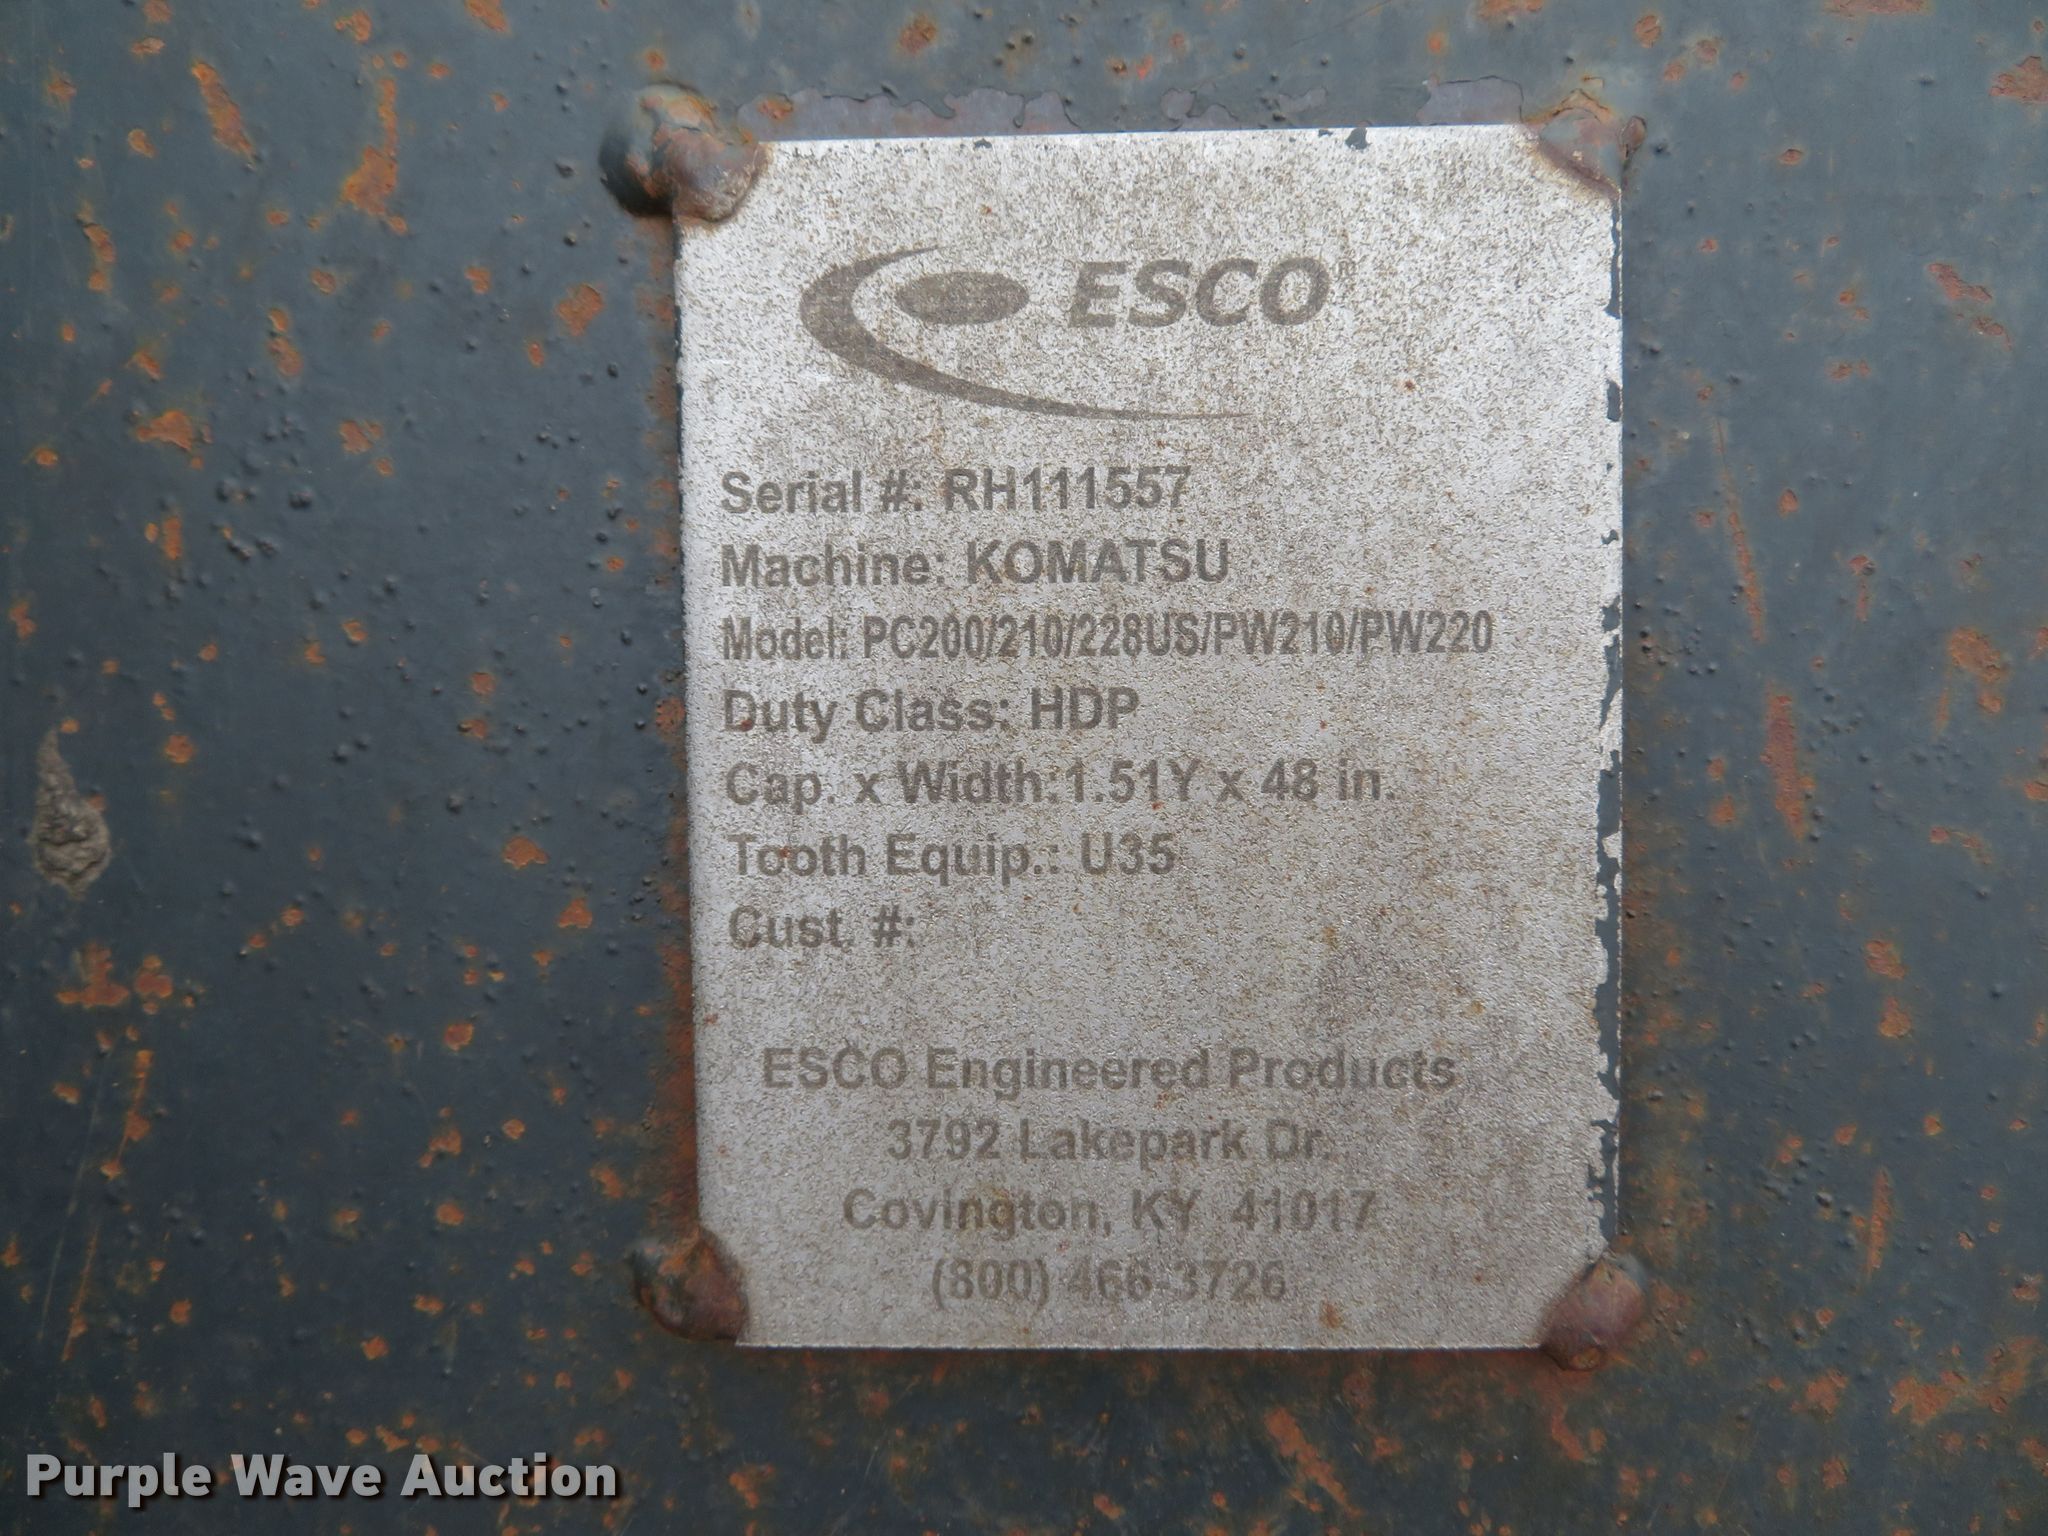 ESCO®
Serial #: RH111557
Machine: KOMATSU
Model: PC200/210/228US/PW210/PW220
Duty Class: HDP
Cap. x Width:1.51Y x 48 in.
Tooth Equip.: U35
Cust. #:
ESCO Engineered Products
3792 Lakepark Dr.
Covington, KY 41017
(800) 466-3726
Purple Wave Auction